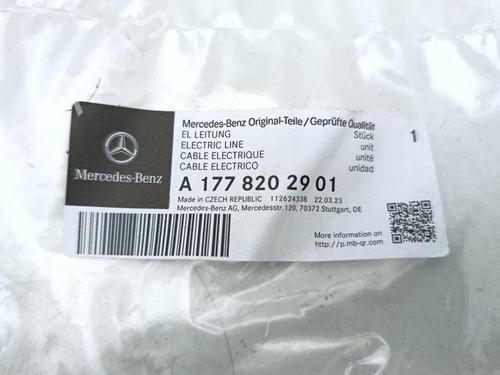 Mercedes-Benz
Mercedes-Benz Original-Teile/Geprüfte Qualität
EL LEITUNG Stück 1
ELECTRIC LINE unit
CABLE ELECTRIQUE unité
CABLE ELECTRICO unidad
A 177 820 29 01
Made in CZECH REPUBLIC 11262433B 22.03.23
Mercedes-Benz AG, Mercedesstr.120, 70372 Stuttgart, DE
More information on
http://p.mb-qr.com